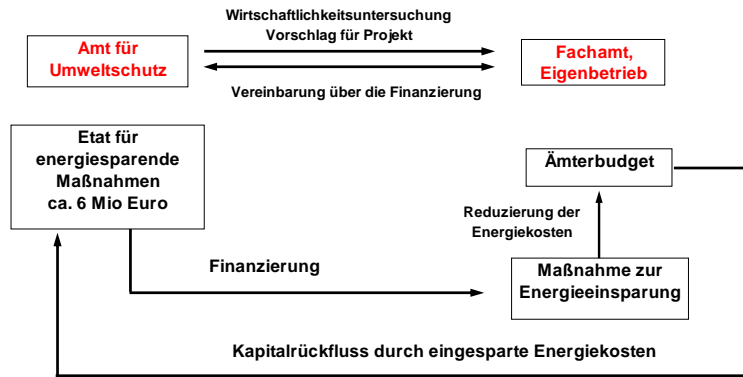 Wirtschaftlichkeitsuntersuchung
Vorschlag für Projekt
Amt für
Umweltschutz
Fachamt,
Eigenbetrieb
Vereinbarung über die Finanzierung
Etat für
energiesparende
Maßnahmen
ca. 6 Mio Euro
Ämterbudget
Reduzierung der
Energiekosten
Finanzierung
Maßnahme zur
Energieeinsparung
Kapitalrückfluss durch eingesparte Energiekosten